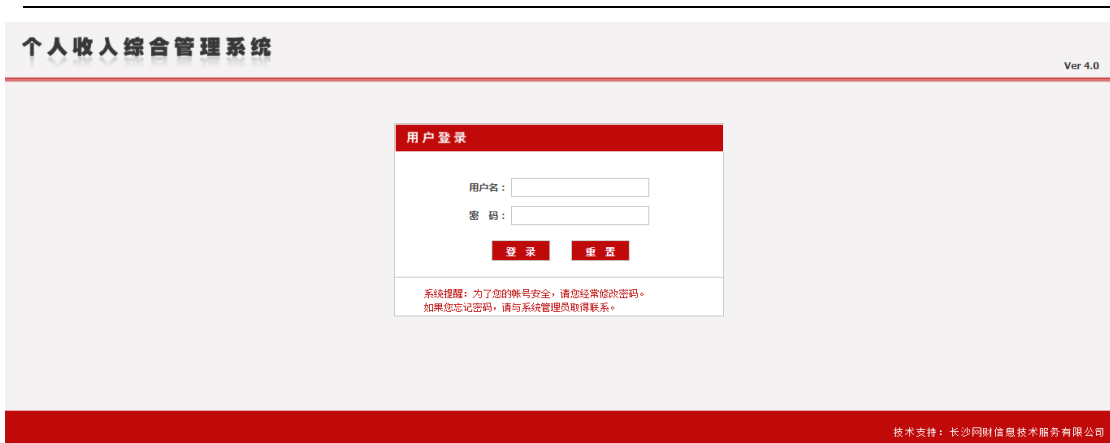 个人收入综合管理系统
Ver 4.0
用户登录
用户名：
密 码：
登 录 重 置
系统提醒：为了您的帐号安全，请您经常修改密码。
如果您忘记密码，请与系统管理员取得联系。
技术支持：长沙网财信息技术服务有限公司